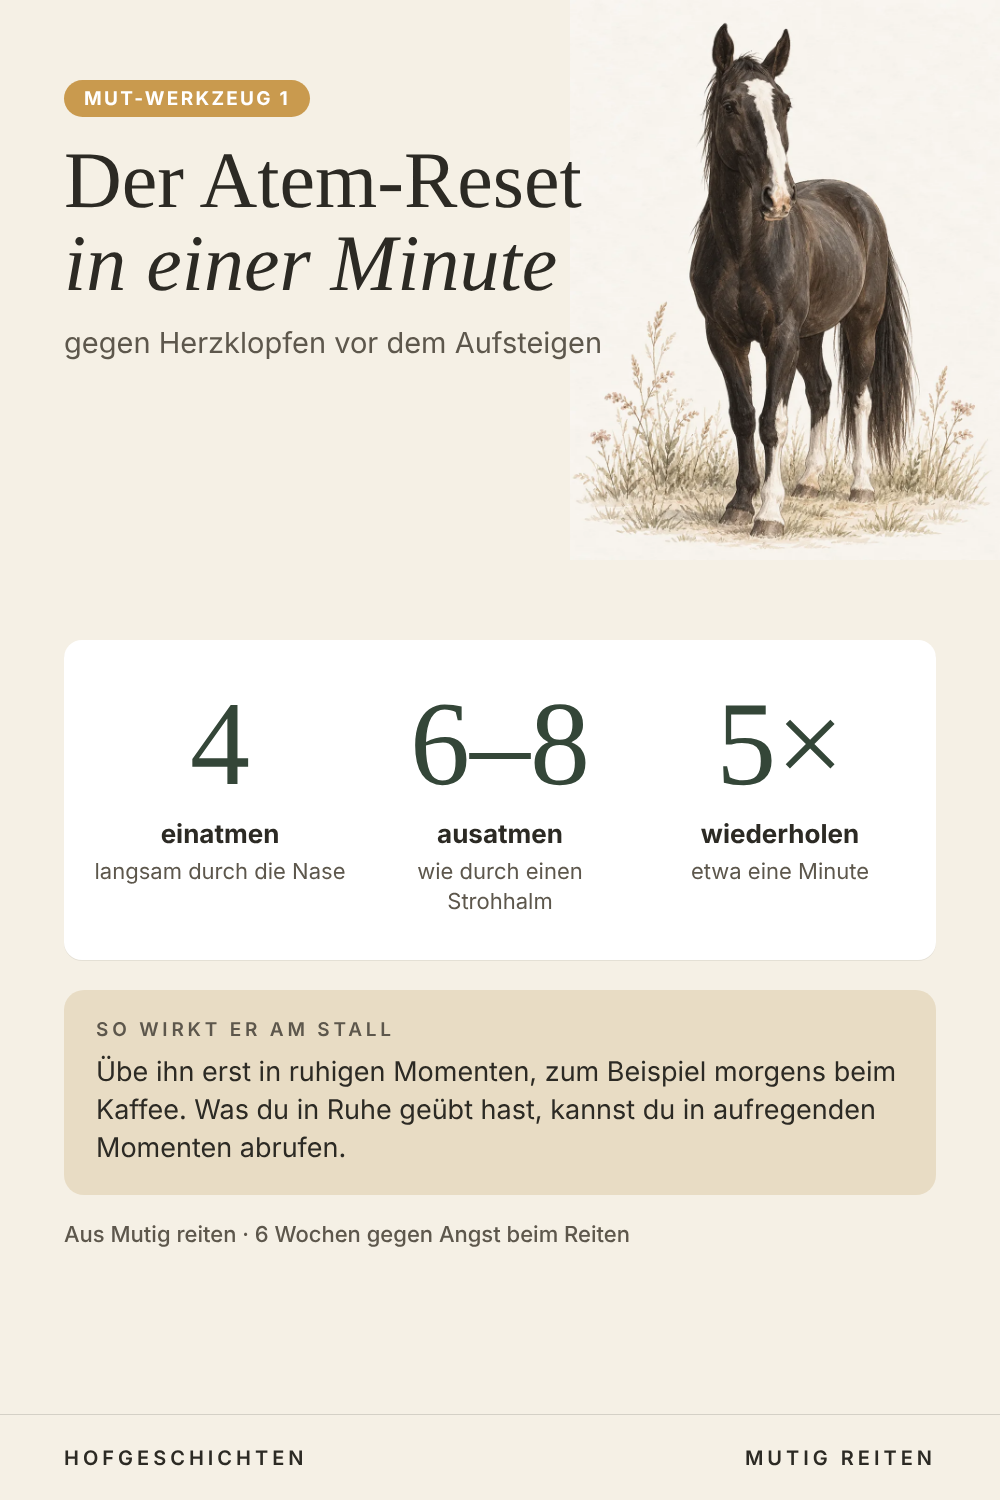 MUT-WERKZEUG 1
Der Atem-Reset
in einer Minute
gegen Herzklopfen vor dem Aufsteigen
4
einatmen
langsam durch die Nase
6–8
ausatmen
wie durch einen
Strohhalm
5×
wiederholen
etwa eine Minute
SO WIRKT ER AM STALL
Übe ihn erst in ruhigen Momenten, zum Beispiel morgens beim
Kaffee. Was du in Ruhe geübt hast, kannst du in aufregenden
Momenten abrufen.
Aus Mutig reiten · 6 Wochen gegen Angst beim Reiten
HOFGESCHICHTEN
MUTIG REITEN